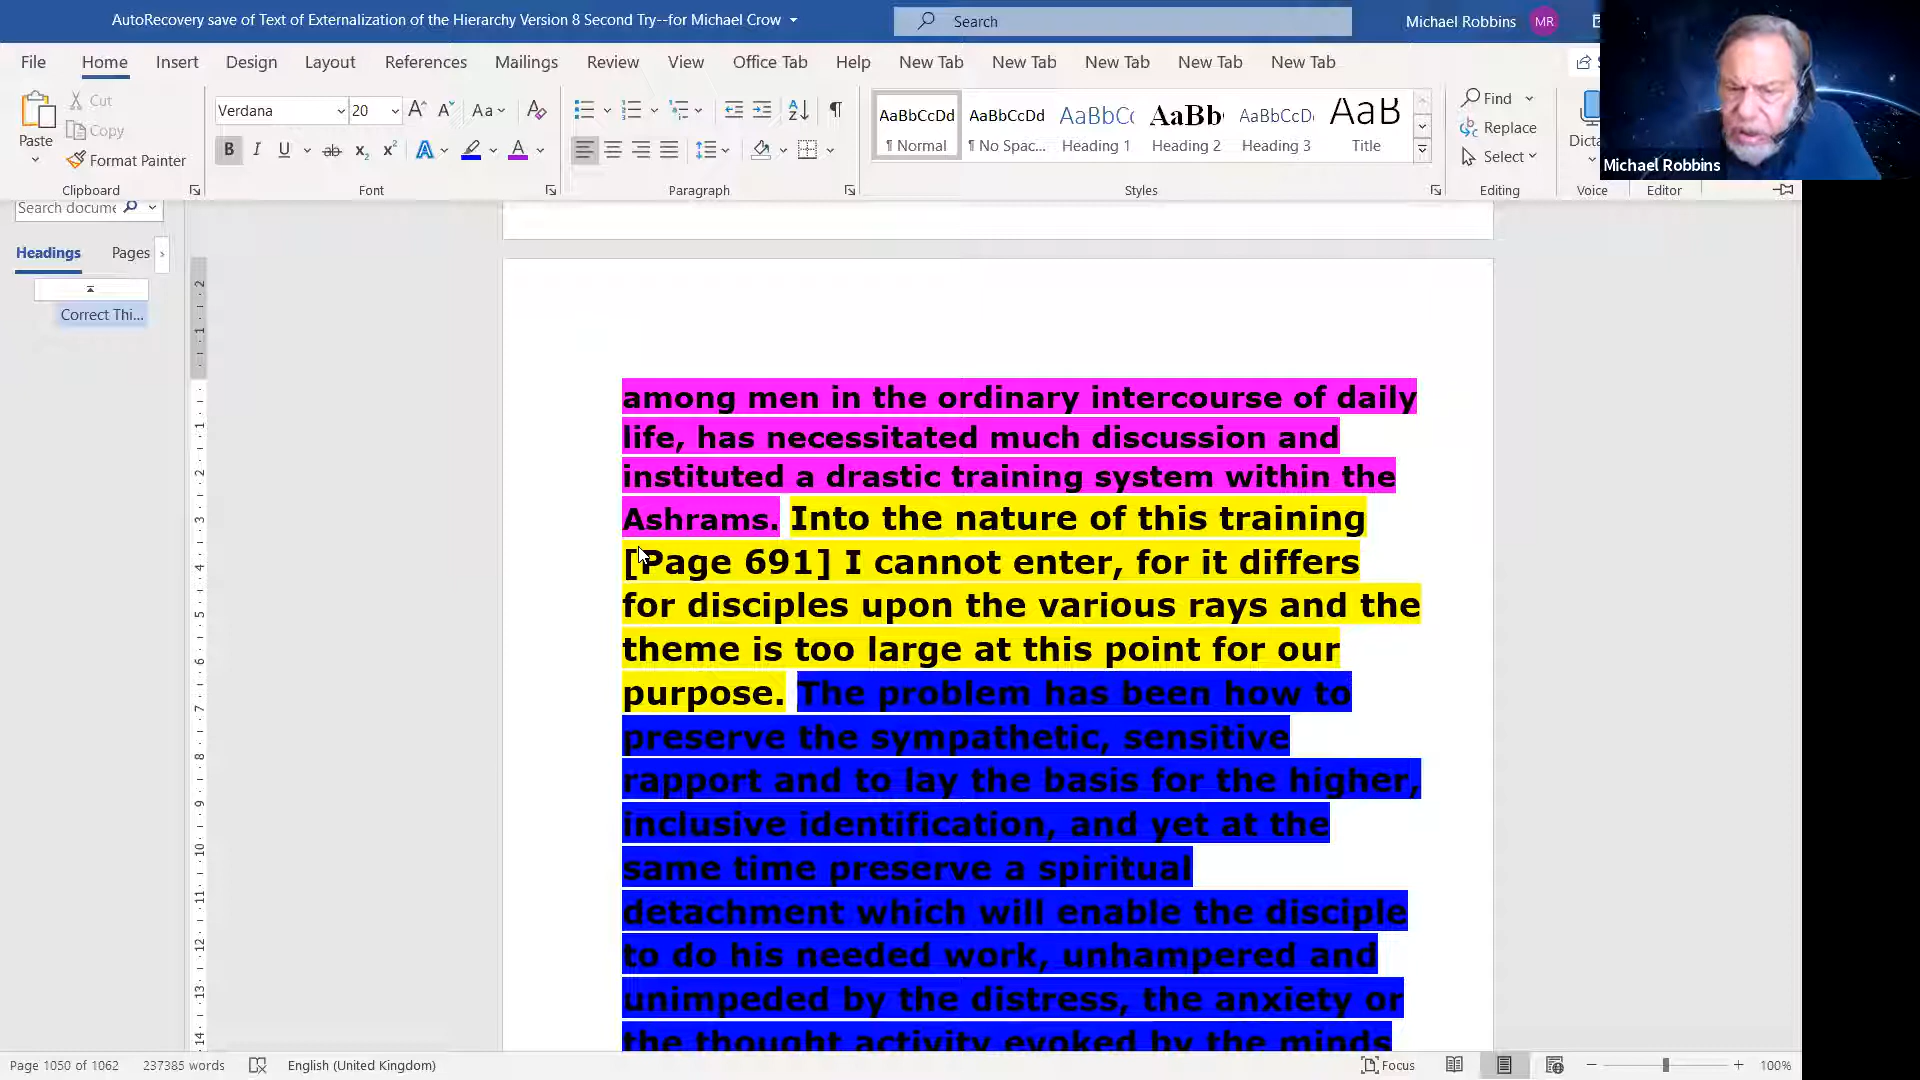 AutoRecovery save of Text of Externalization of the Hierarchy Version 8 Second Try--for Michael Crow
Search
Michael Robbins
MR
File
Home
Insert
Design
Layout
References
Mailings
Review
View
Office Tab
Help
New Tab
New Tab
New Tab
New Tab
New Tab
Paste
Cut
Copy
Format Painter
Clipboard
Verdana
20
Font
Paragraph
AaBbCcDd
¶ Normal
AaBbCcDd
¶ No Spac...
AaBbCc
Heading 1
AaBb
Heading 2
AaBbCcD
Heading 3
AaB
Title
Styles
Find
Replace
Select
Editing
Dicta
Voice
Editor
Michael Robbins
Search docume
Headings
Pages
Correct Thi...
among men in the ordinary intercourse of daily
life, has necessitated much discussion and
instituted a drastic training system within the
Ashrams. Into the nature of this training
[Page 691] I cannot enter, for it differs
for disciples upon the various rays and the
theme is too large at this point for our
purpose. The problem has been how to
preserve the sympathetic, sensitive
rapport and to lay the basis for the higher,
inclusive identification, and yet at the
same time preserve a spiritual
detachment which will enable the disciple
to do his needed work, unhampered and
unimpeded by the distress, the anxiety or
the thought activity evoked by the minds
Page 1050 of 1062
237385 words
English (United Kingdom)
Focus
100%